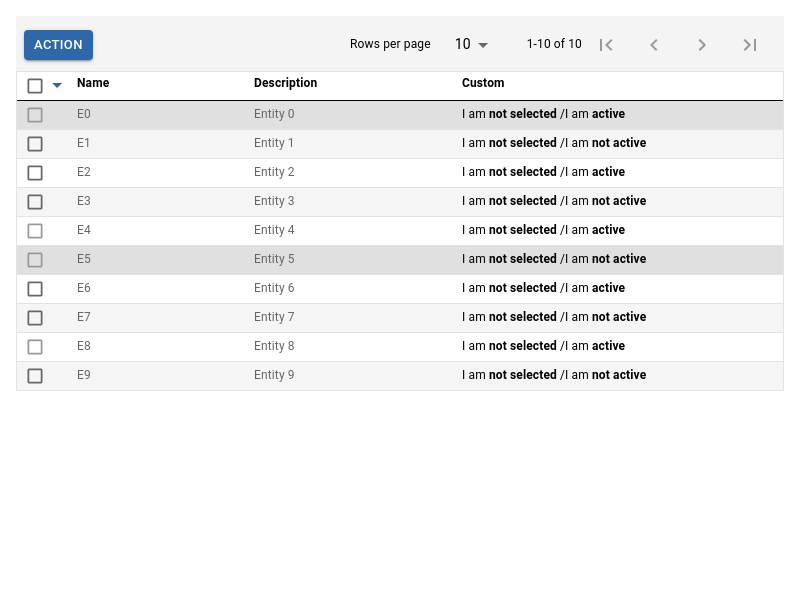 ACTION Rows per page 10 1-10 of 10
Name Description Custom
E0 Entity 0 I am not selected /I am active
E1 Entity 1 I am not selected /I am not active
E2 Entity 2 I am not selected /I am active
E3 Entity 3 I am not selected /I am not active
E4 Entity 4 I am not selected /I am active
E5 Entity 5 I am not selected /I am not active
E6 Entity 6 I am not selected /I am active
E7 Entity 7 I am not selected /I am not active
E8 Entity 8 I am not selected /I am active
E9 Entity 9 I am not selected /I am not active